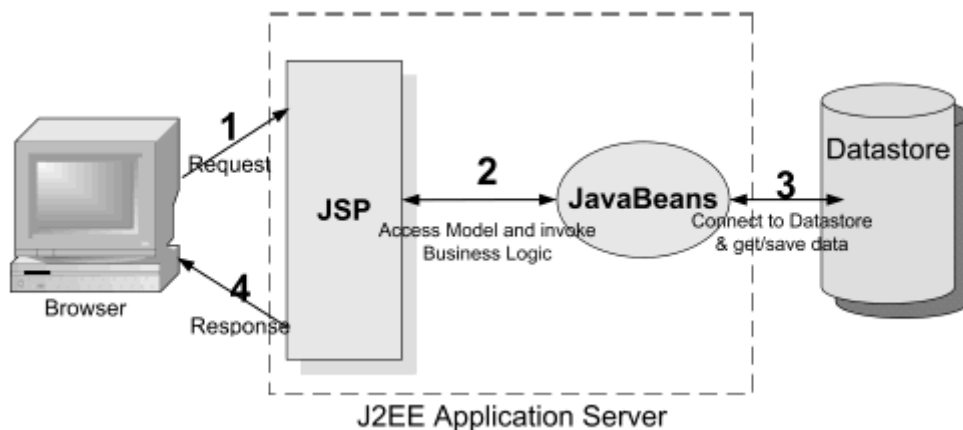 1
Request
JSP
2
Access Model and invoke
Business Logic
JavaBeans
3
Connect to Datastore
& get/save data
Datastore
Browser
4
Response
J2EE Application Server